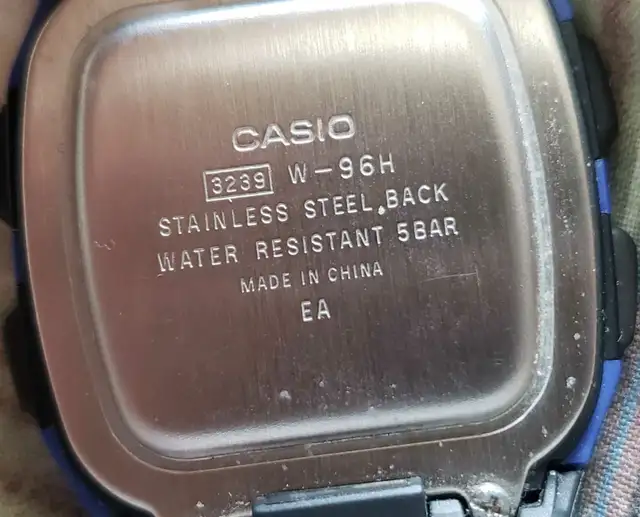 CASIO
3239 W-96H
STAINLESS STEEL BACK
WATER RESISTANT 5BAR
MADE IN CHINA
EA